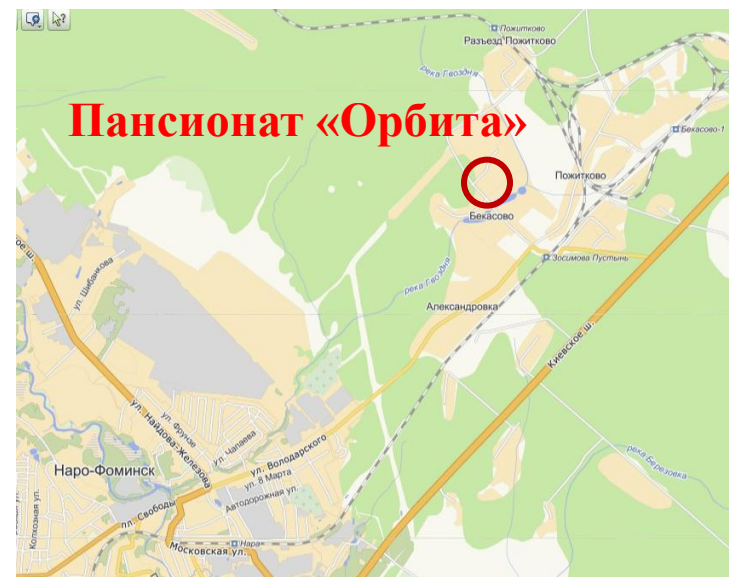 Пожитково
Разъезд Пожитково
река Гвоздня
Пансионат «Орбита»
Бекасово-1
Пожитково
Бекасово
Зосимова Пустынь
река Гвоздня
Александровка
ул. Шибанкова
Киевское ш.
ул. Найдова-Железова
ул. Фрунзе
ул. Чапаева
река Березовка
Наро-Фоминск
ул. Володарского
ул. 8 Марта
Автодорожная ул.
Колхозная ул.
пл. Свободы
Нара
Московская ул.